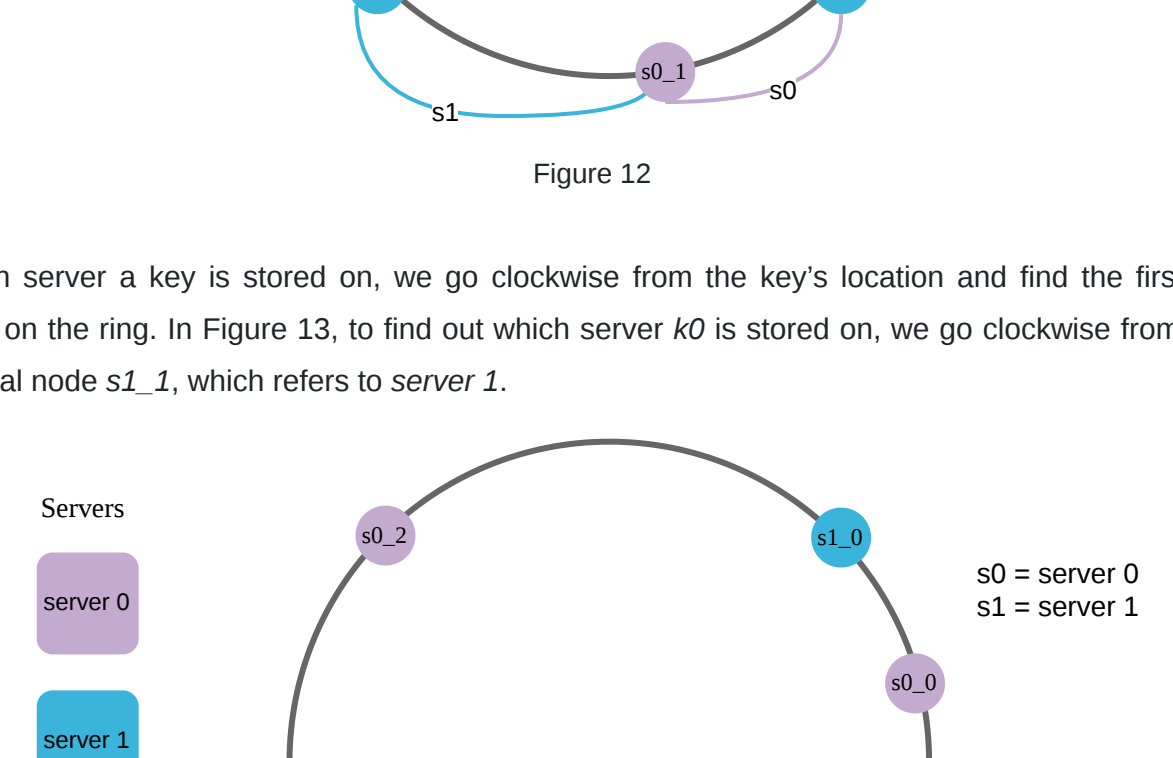 s0_1
s0
s1
Figure 12
server a key is stored on, we go clockwise from the key’s location and find the
on the ring. In Figure 13, to find out which server k0 is stored on, we go clockwise from
node s1_1, which refers to server 1.
Servers
s0_2
s1_0
s0 = server 0
s1 = server 1
server 0
s0_0
server 1